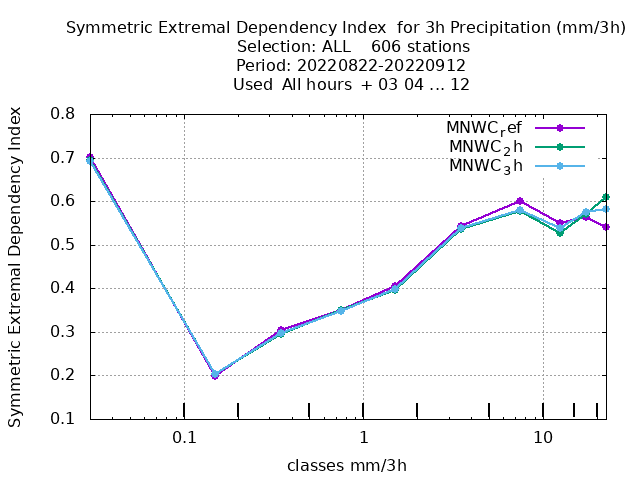 Symmetric Extremal Dependency Index  for 3h Precipitation (mm/3h)
Selection: ALL    606 stations
Period: 20220822-20220912
Used  All hours  + 03 04 ... 12
Symmetric Extremal Dependency Index
0.8
0.7
0.6
0.5
0.4
0.3
0.2
0.1
MNWC_ref
MNWC_2h
MNWC_3h
0.1 1 10
classes mm/3h